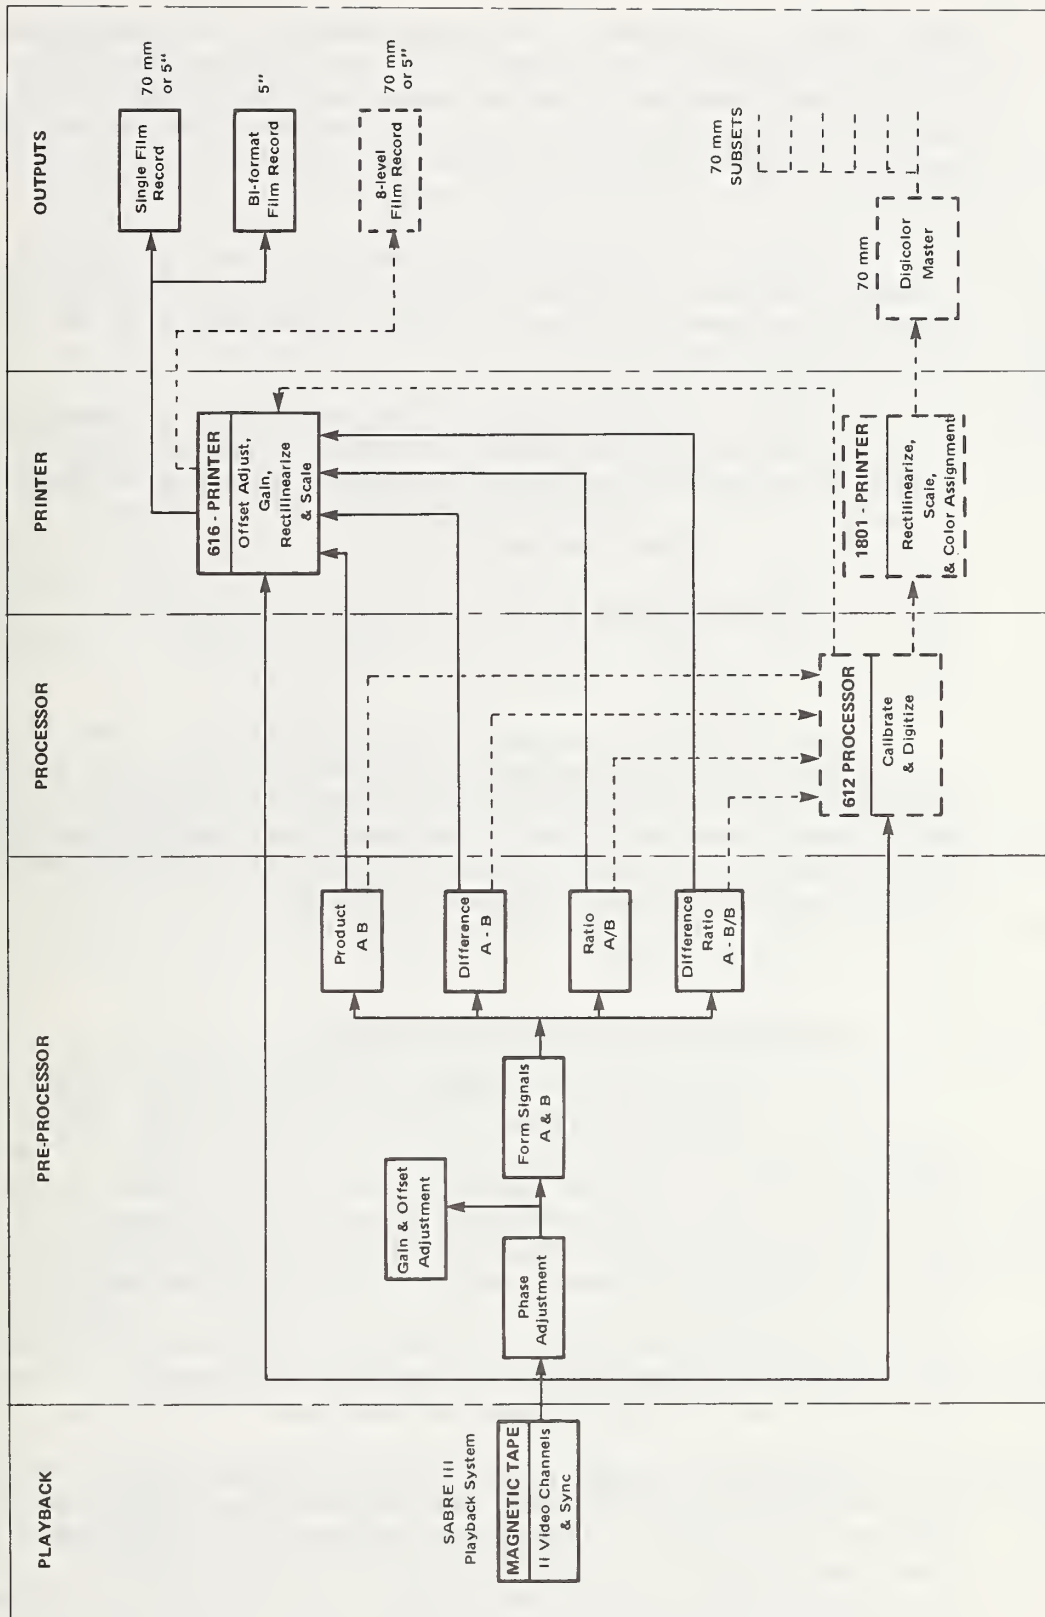 PLAYBACK
PRE-PROCESSOR
PROCESSOR
PRINTER
OUTPUTS
SABRE III
Playback System
MAGNETIC TAPE
II Video Channels
& Sync
Phase
Adjustment
Gain & Offset
Adjustment
Form Signals
A & B
Product
A B
Difference
A - B
Ratio
A/B
Difference
Ratio
A - B/B
612 PROCESSOR
Calibrate
& Digitize
616 - PRINTER
Offset Adjust,
Gain,
Rectilinearize
& Scale
1801 - PRINTER
Rectilinearize,
Scale,
& Color Assignment
Single Film
Record
70 mm
or 5"
Bi-format
Film Record
5"
8-level
Film Record
70 mm
or 5"
70 mm
Digicolor
Master
70 mm
SUBSETS